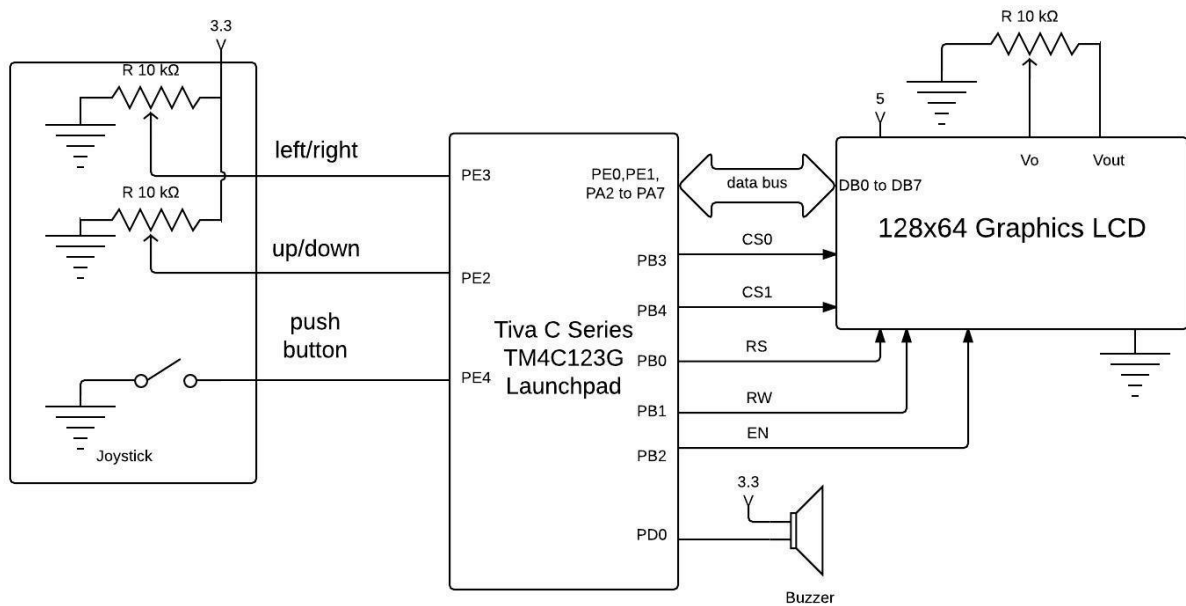 3.3
R 10 kΩ
R 10 kΩ
left/right
up/down
push
button
Joystick
PE3
PE2
PE4
Tiva C Series
TM4C123G
Launchpad
PE0,PE1,
PA2 to PA7
PB3
PB4
PB0
PB1
PB2
PD0
data bus
CS0
CS1
RS
RW
EN
3.3
Buzzer
R 10 kΩ
5
Vo
Vout
DB0 to DB7
128x64 Graphics LCD